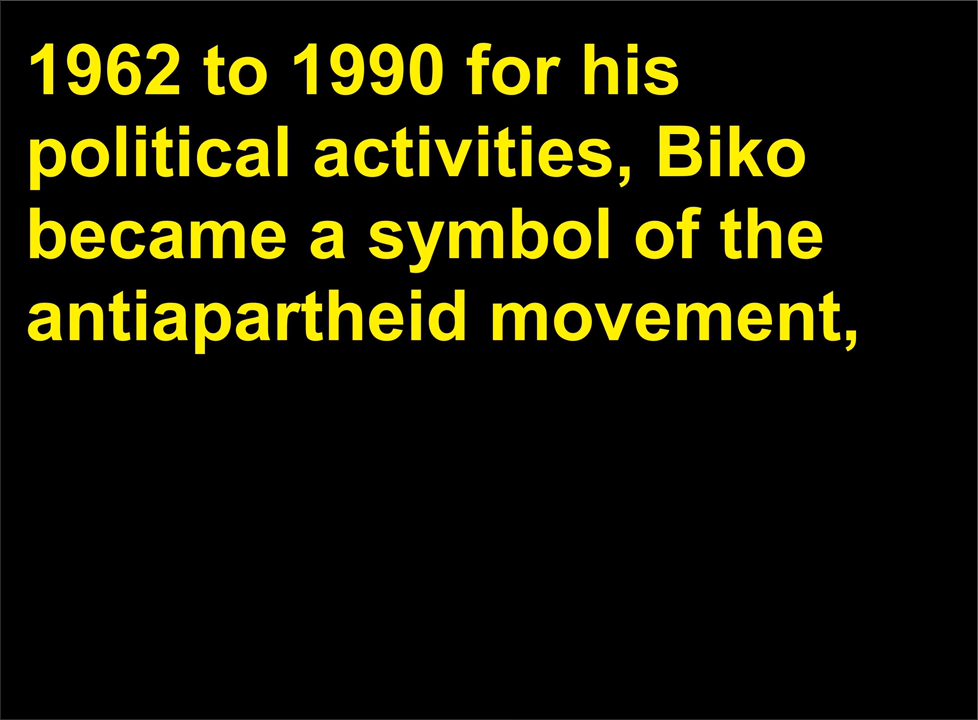 1962 to 1990 for his
political activities, Biko
became a symbol of the
antiapartheid movement,